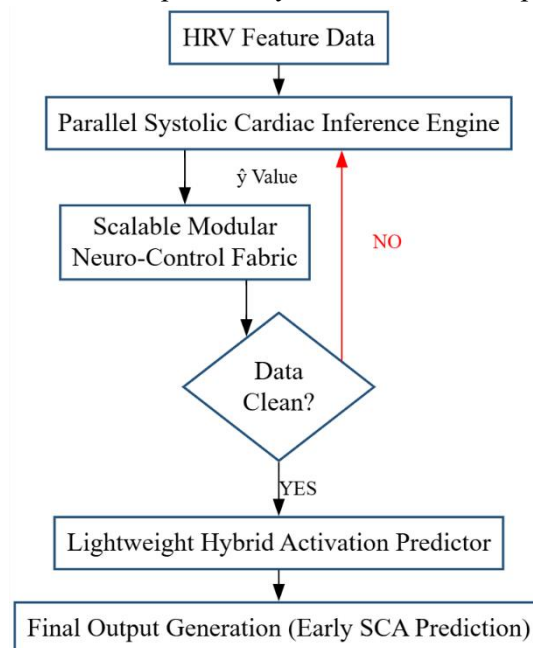 HRV Feature Data
Parallel Systolic Cardiac Inference Engine
ŷ Value
Scalable Modular
Neuro-Control Fabric
NO
Data
Clean?
YES
Lightweight Hybrid Activation Predictor
Final Output Generation (Early SCA Prediction)